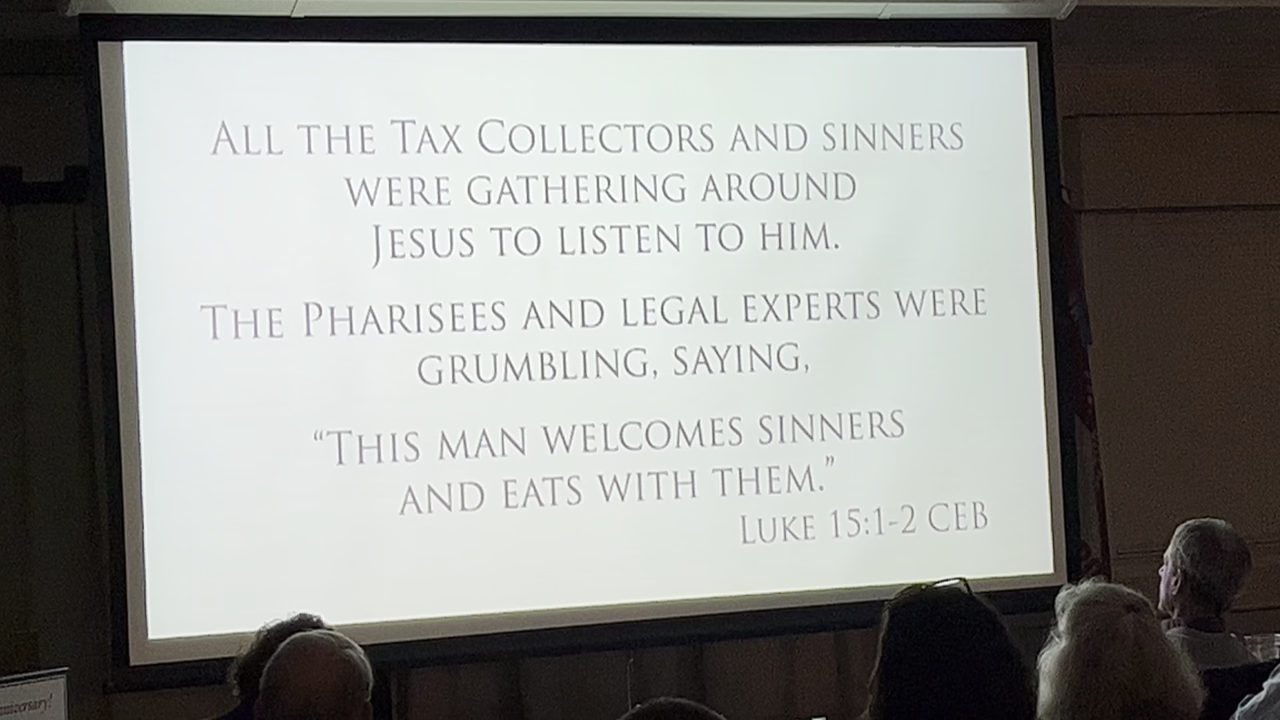 All the Tax Collectors and sinners
were gathering around
Jesus to listen to him.
The Pharisees and legal experts were
grumbling, saying,
“This man welcomes sinners
and eats with them.”
Luke 15:1-2 CEB